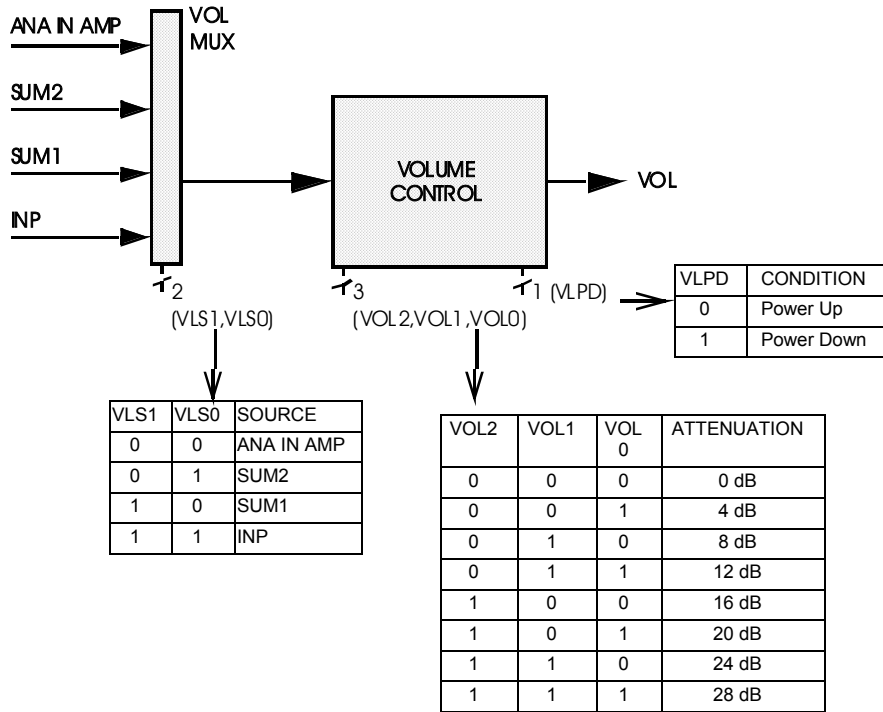 ANA IN AMP
SUM2
SUM1
INP
VOL
MUX
VOLUME
CONTROL
VOL
2
(VLS1,VLS0)
3
(VOL2,VOL1,VOL0)
1 (VLPD)
VLPD CONDITION
0 Power Up
1 Power Down
VLS1 VLS0 SOURCE
0 0 ANA IN AMP
0 1 SUM2
1 0 SUM1
1 1 INP
VOL2 VOL1 VOL ATTENUATION
0
0 0 0 0 dB
0 0 1 4 dB
0 1 0 8 dB
0 1 1 12 dB
1 0 0 16 dB
1 0 1 20 dB
1 1 0 24 dB
1 1 1 28 dB